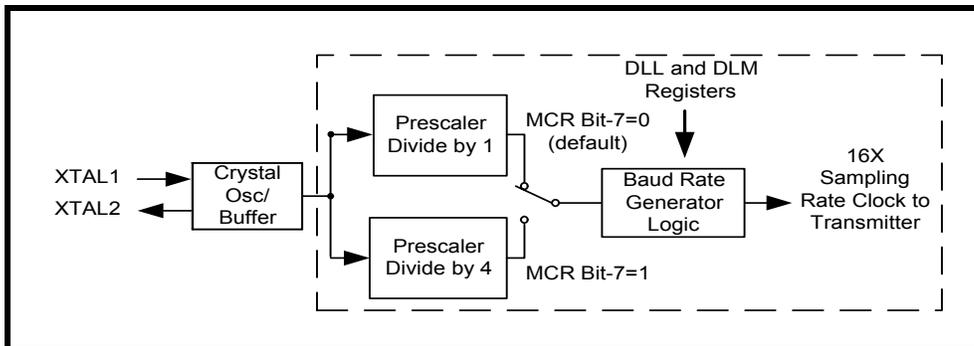 DLL and DLM
Registers
Prescaler
Divide by 1
MCR Bit-7=0
(default)
XTAL1
XTAL2
Crystal
Osc/
Buffer
Baud Rate
Generator
Logic
16X
Sampling
Rate Clock to
Transmitter
Prescaler
Divide by 4
MCR Bit-7=1